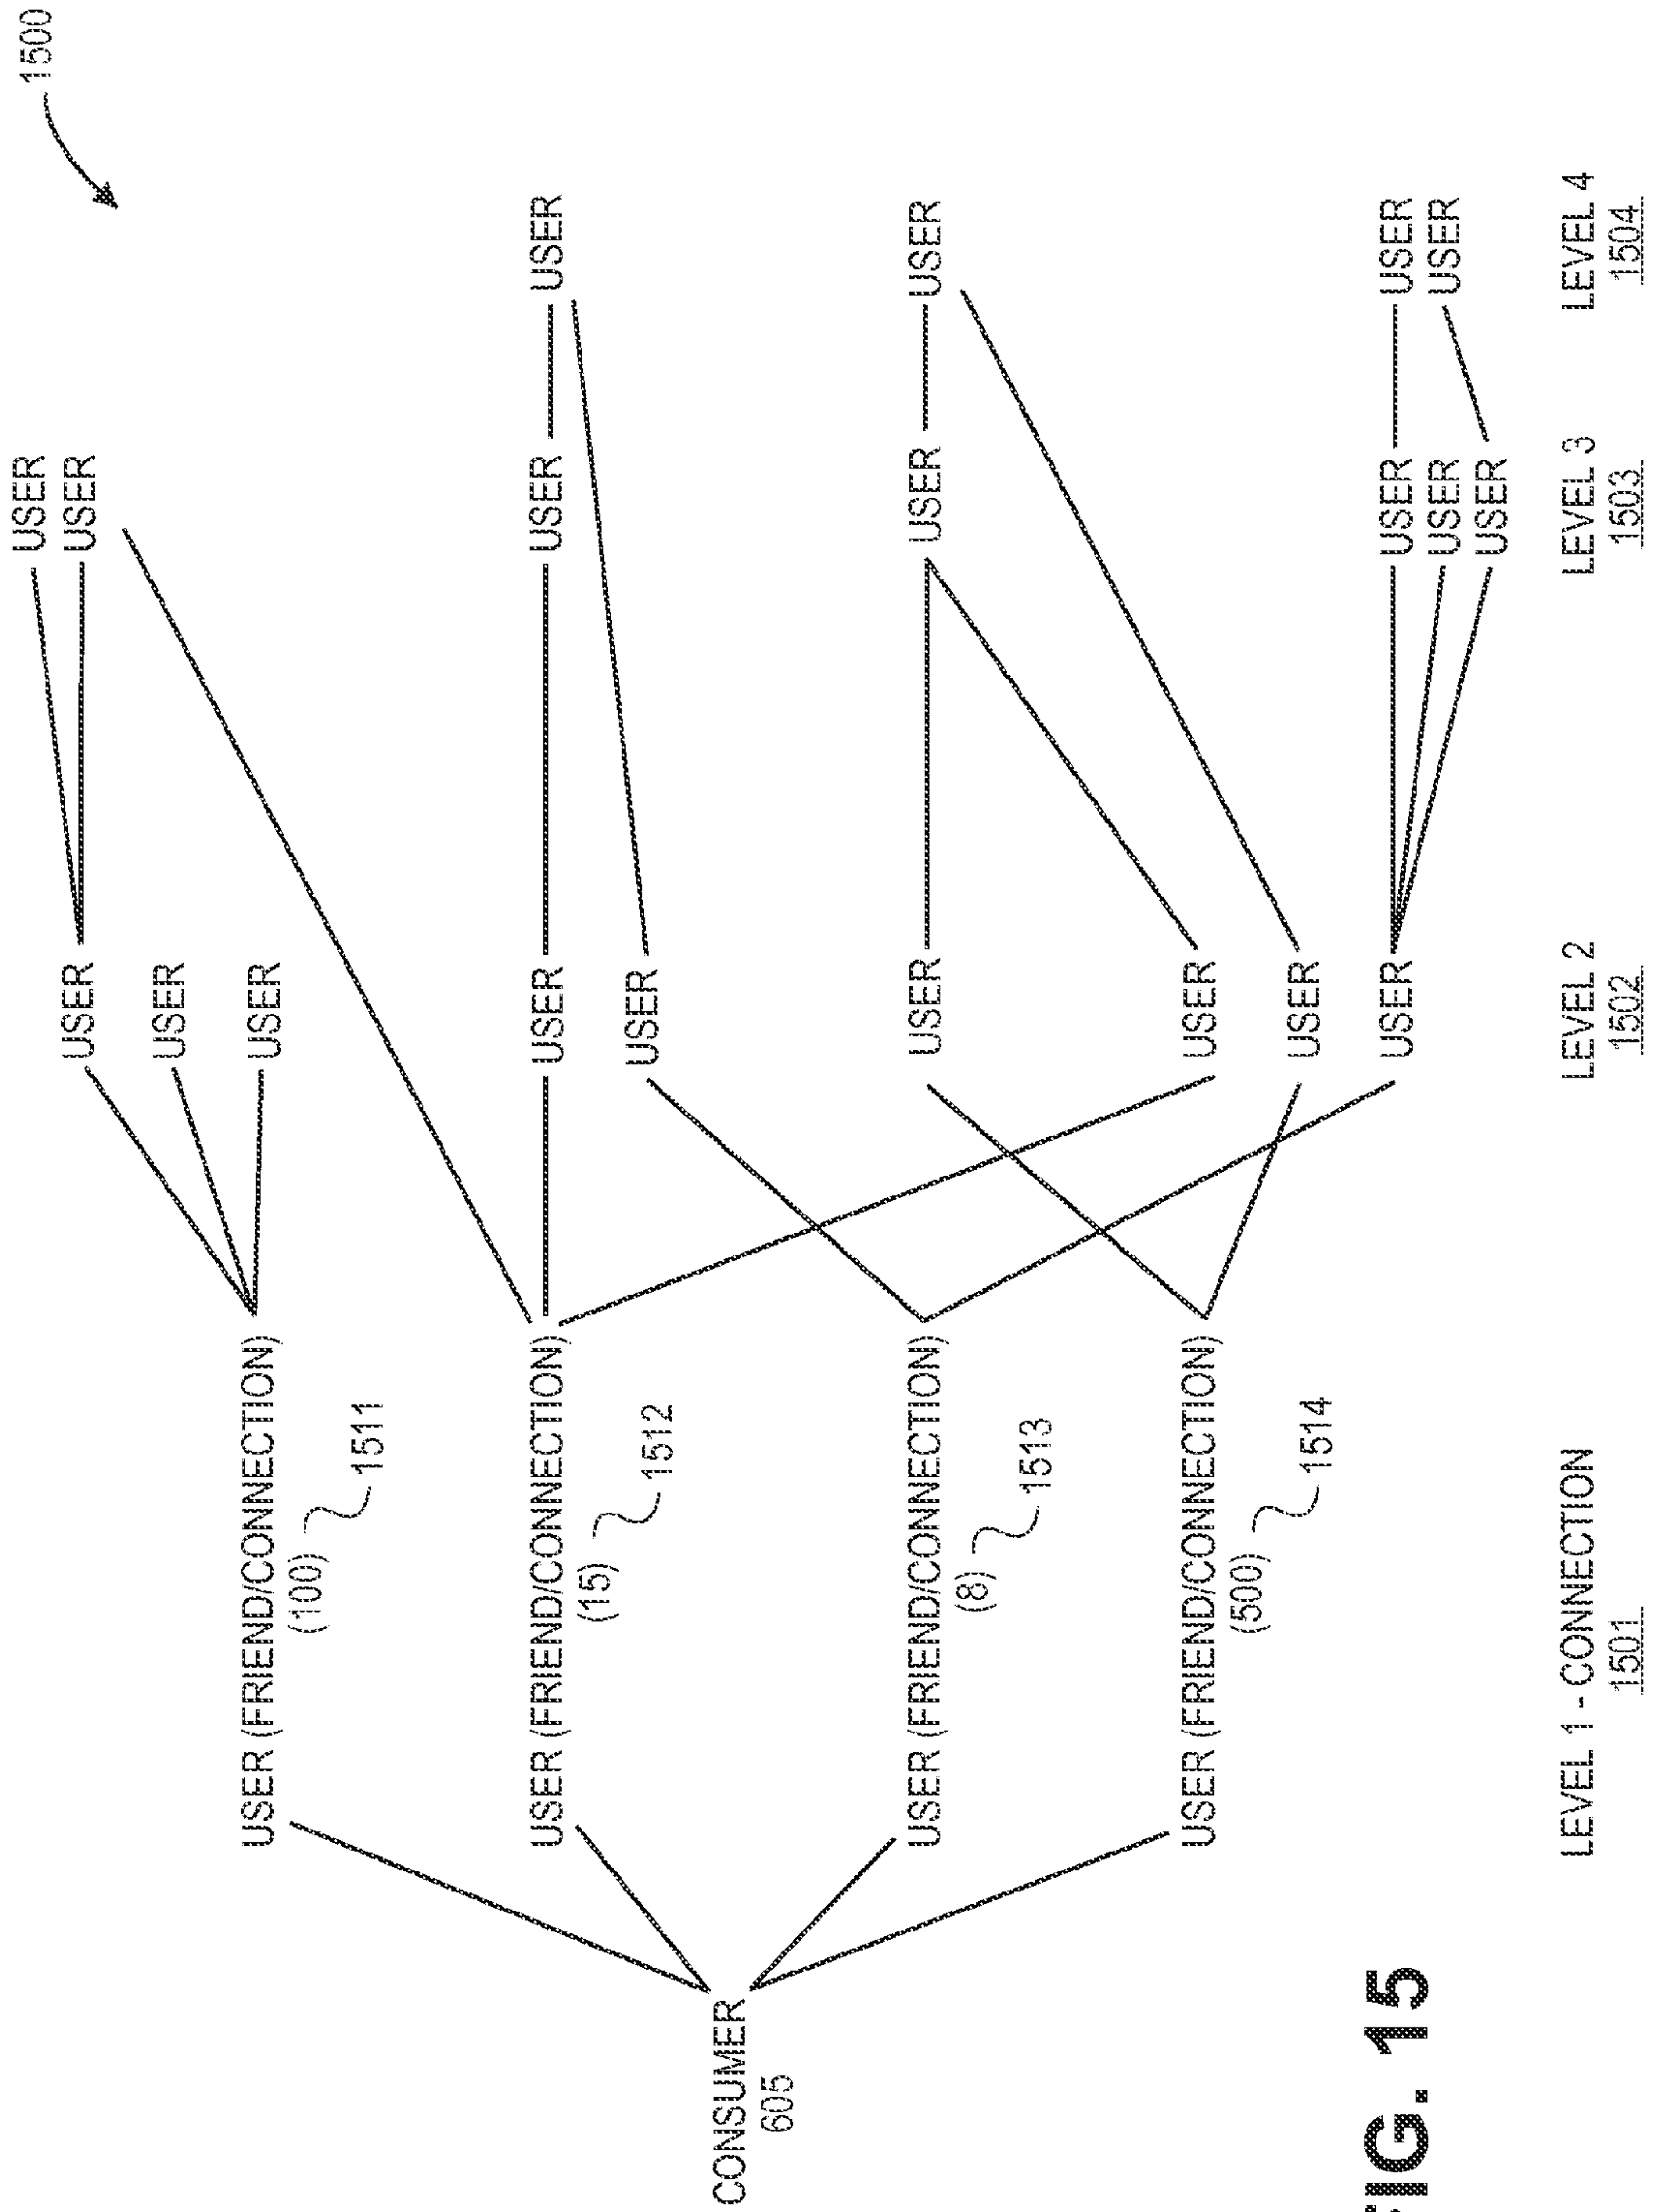 1500
USER
USER
USER
USER
USER
USER (FRIEND/CONNECTION)
(100)
1511
USER (FRIEND/CONNECTION)
(15)
1512
USER
USER
USER
USER
CONSUMER
605
USER (FRIEND/CONNECTION)
(8)
1513
USER
USER
USER
USER (FRIEND/CONNECTION)
(500)
1514
USER
USER
USER
USER
USER
USER
USER
USER
LEVEL 1 - CONNECTION
1501
LEVEL 2
1502
LEVEL 3
1503
LEVEL 4
1504
FIG. 15